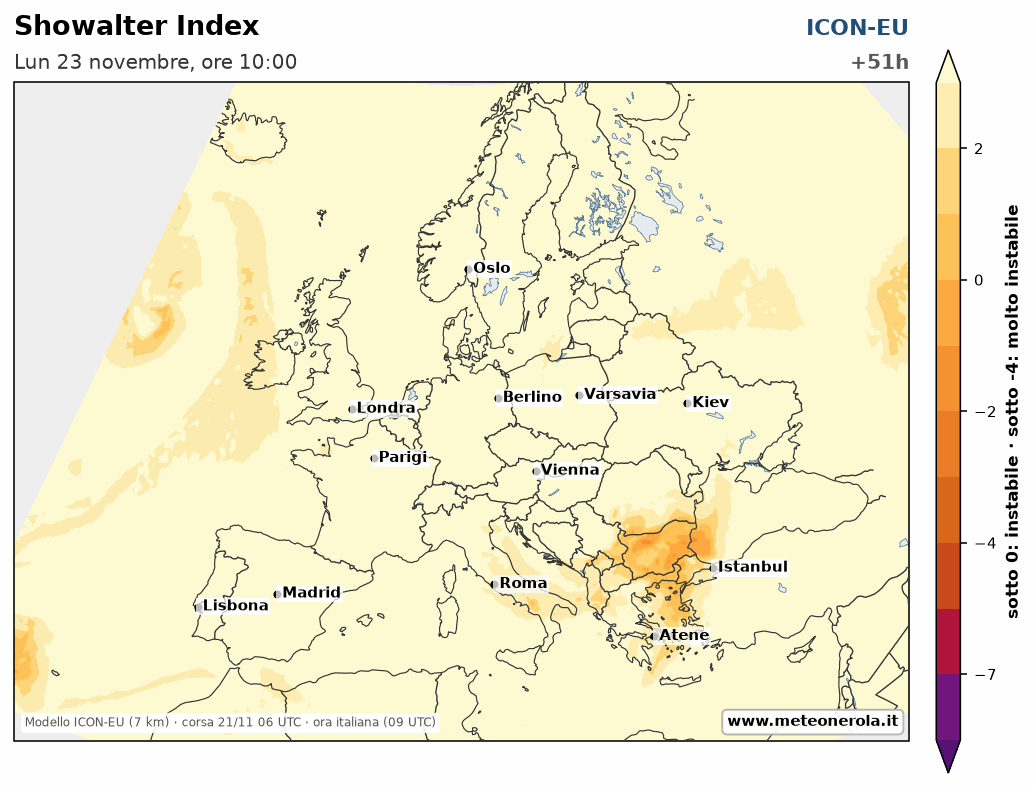 Showalter Index
ICON-EU
Lun 23 novembre, ore 10:00
+51h
Oslo
Berlino
Varsavia
Kiev
Londra
Parigi
Vienna
Istanbul
Roma
Madrid
Lisbona
Atene
Modello ICON-EU (7 km) · corsa 21/11 06 UTC · ora italiana (09 UTC)
www.meteonerola.it
2
0
−2
−4
−7
sotto 0: instabile · sotto -4: molto instabile